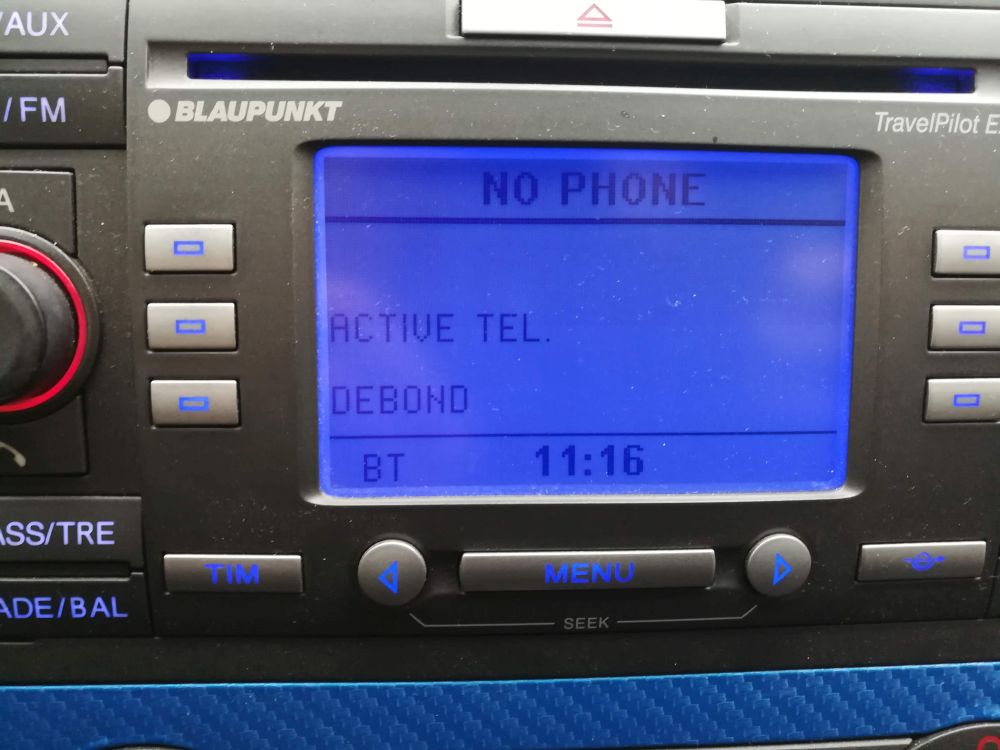 /AUX
/FM
BLAUPUNKT
TravelPilot E
NO PHONE
A
ACTIVE TEL.
DEBOND
BT 11:16
ASS/TRE
ADE/BAL
TIM
MENU
SEEK